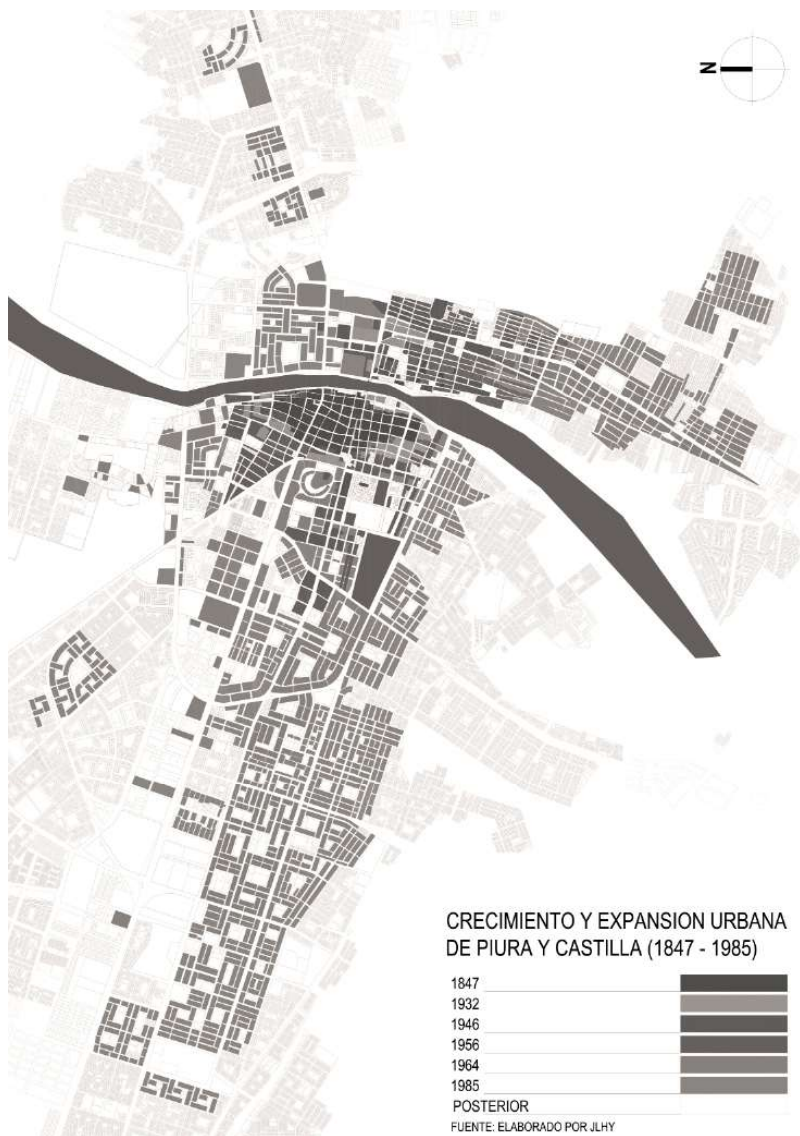 N
CRECIMIENTO Y EXPANSION URBANA
DE PIURA Y CASTILLA (1847 - 1985)
1847
1932
1946
1956
1964
1985
POSTERIOR
FUENTE: ELABORADO POR JLHY